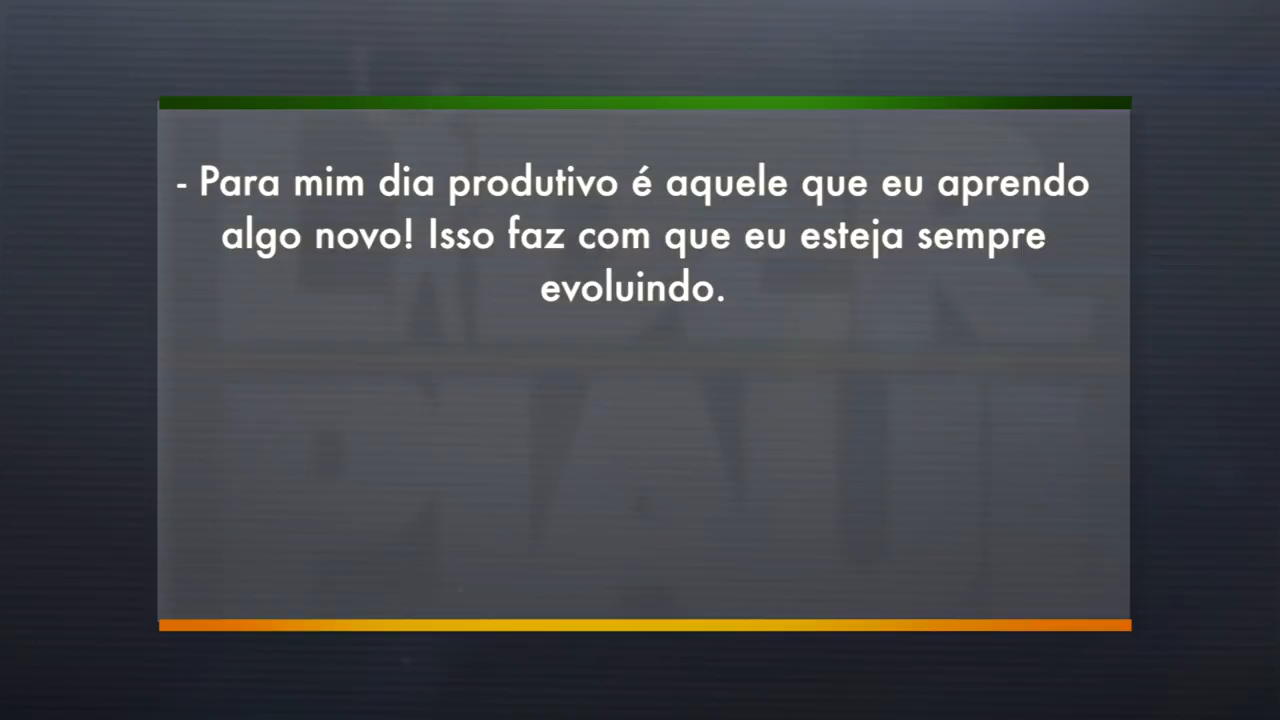 - Para mim dia produtivo é aquele que eu aprendo
algo novo! Isso faz com que eu esteja sempre
evoluindo.